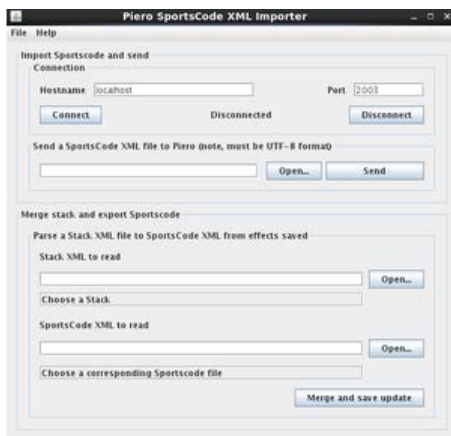 Piero SportsCode XML Importer
File Help
Import Sportscode and send
Connection
Hostname localhost Port 2003
Connect Disconnected Disconnect
Send a SportsCode XML file to Piero (note, must be UTF-8 format)
Open... Send
Merge stack and export Sportscode
Parse a Stack XML file to SportsCode XML from effects saved
Stack XML to read
Open...
Choose a Stack
SportsCode XML to read
Open...
Choose a corresponding Sportscode file
Merge and save update